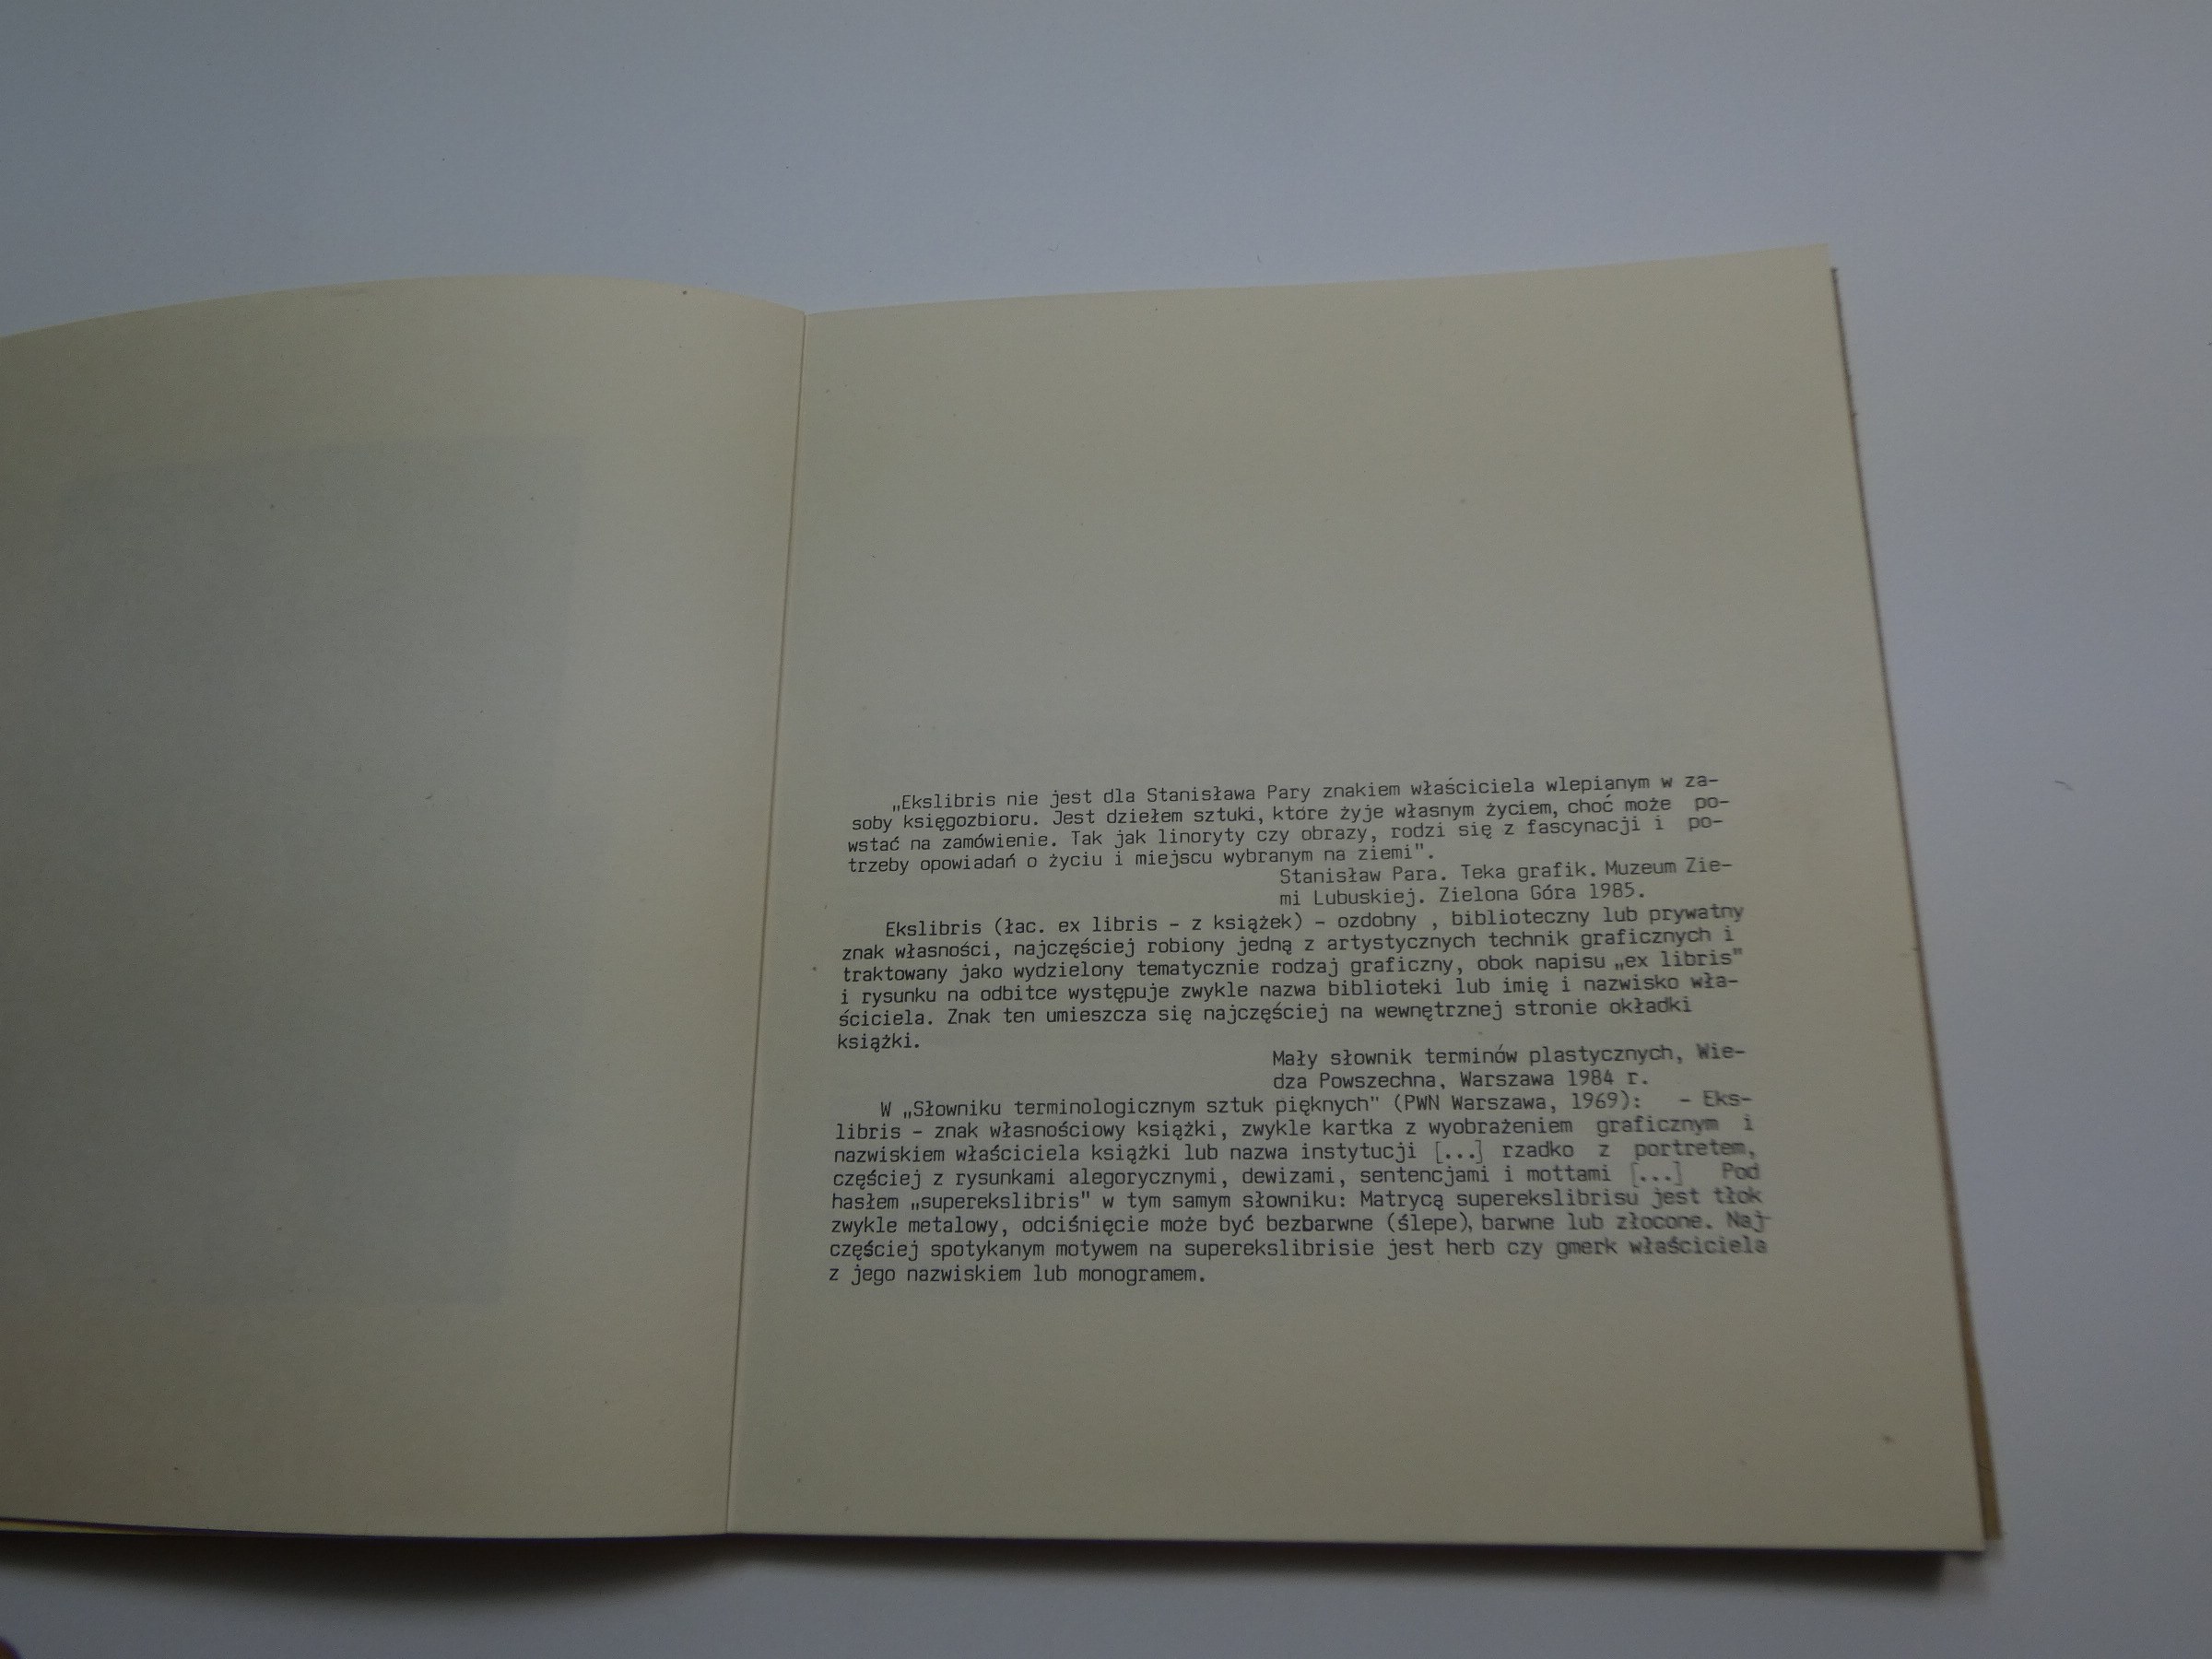 „Ekslibris nie jest dla Stanisława Pary znakiem właściciela wlepianym w za-
soby księgozbioru. Jest dziełem sztuki, które żyje własnym życiem, choć może po-
wstać na zamówienie. Tak jak linoryty czy obrazy, rodzi się z fascynacji i po-
trzeby opowiadań o życiu i miejscu wybranym na ziemi".
Stanisław Para. Teka grafik. Muzeum Zie-
mi Lubuskiej. Zielona Góra 1985.
Ekslibris (łac. ex libris - z książek) - ozdobny , biblioteczny lub prywatny
znak własności, najczęściej robiony jedną z artystycznych technik graficznych i
traktowany jako wydzielony tematycznie rodzaj graficzny, obok napisu „ex libris"
i rysunku na odbitce występuje zwykle nazwa biblioteki lub imię i nazwisko wła-
ściciela. Znak ten umieszcza się najczęściej na wewnętrznej stronie okładki
książki.
Mały słownik terminów plastycznych, Wie-
dza Powszechna, Warszawa 1984 r.
W „Słowniku terminologicznym sztuk pięknych" (PWN Warszawa, 1969): - Eks-
libris - znak własnościowy książki, zwykle kartka z wyobrażeniem graficznym i
nazwiskiem właściciela książki lub nazwa instytucji [...] rzadko z portretem,
częściej z rysunkami alegorycznymi, dewizami, sentencjami i mottami [...] Pod
hasłem „superekslibris" w tym samym słowniku: Matrycą superekslibrisu jest tłok
zwykle metalowy, odciśnięcie może być bezbarwne (ślepe), barwne lub złocone. Naj-
częściej spotykanym motywem na superekslibrisie jest herb czy gmerk właściciela
z jego nazwiskiem lub monogramem.